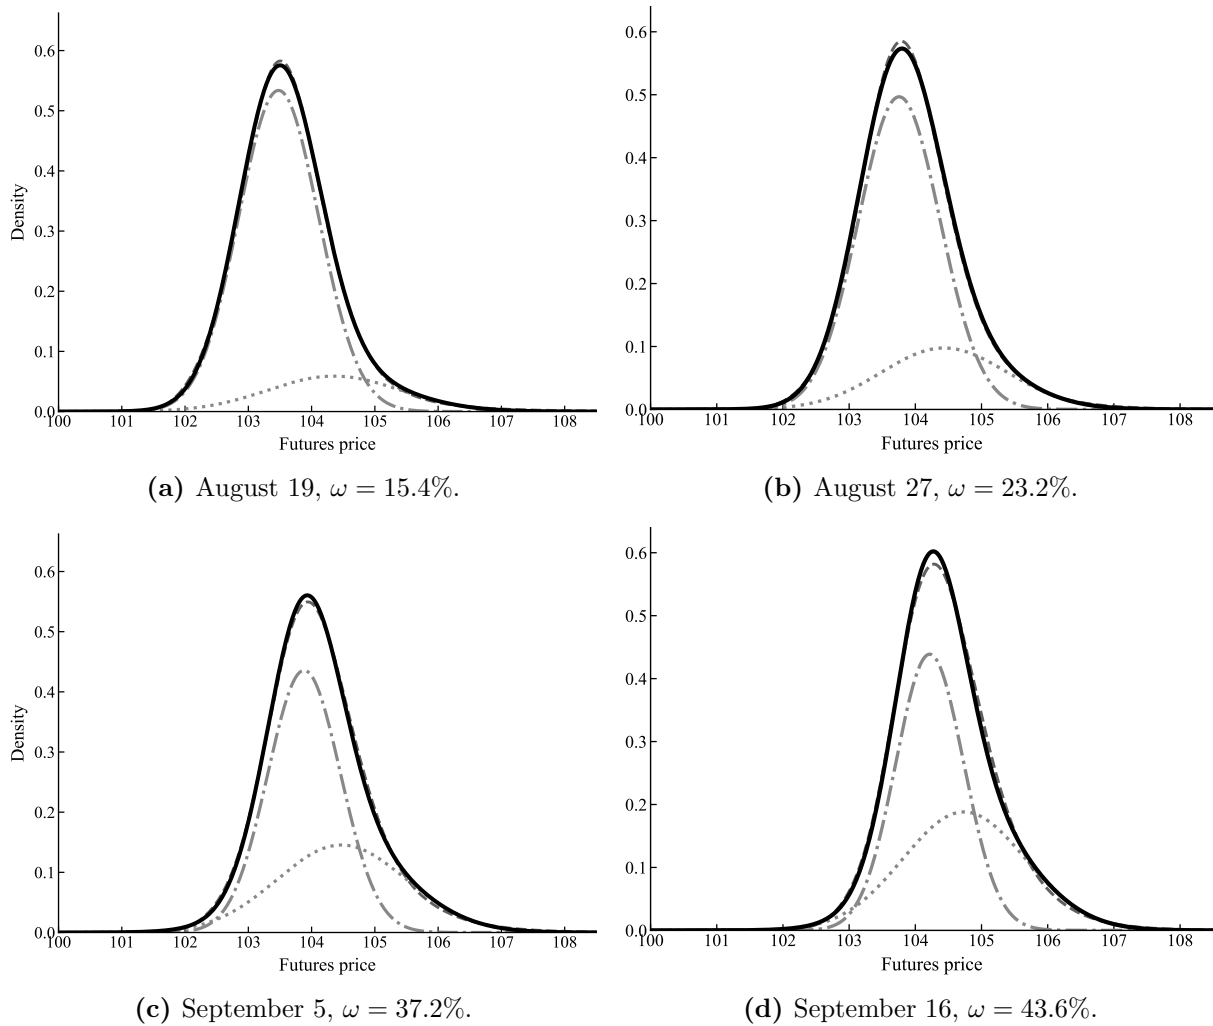 0.6
0.5
0.4
0.3
0.2
0.1
0.0
Density
100 101 102 103 104 105 106 107 108
Futures price
(a) August 19, ω = 15.4%.
0.6
0.5
0.4
0.3
0.2
0.1
0.0
100 101 102 103 104 105 106 107 108
Futures price
(b) August 27, ω = 23.2%.
0.6
0.5
0.4
0.3
0.2
0.1
0.0
Density
100 101 102 103 104 105 106 107 108
Futures price
(c) September 5, ω = 37.2%.
0.6
0.5
0.4
0.3
0.2
0.1
0.0
100 101 102 103 104 105 106 107 108
Futures price
(d) September 16, ω = 43.6%.